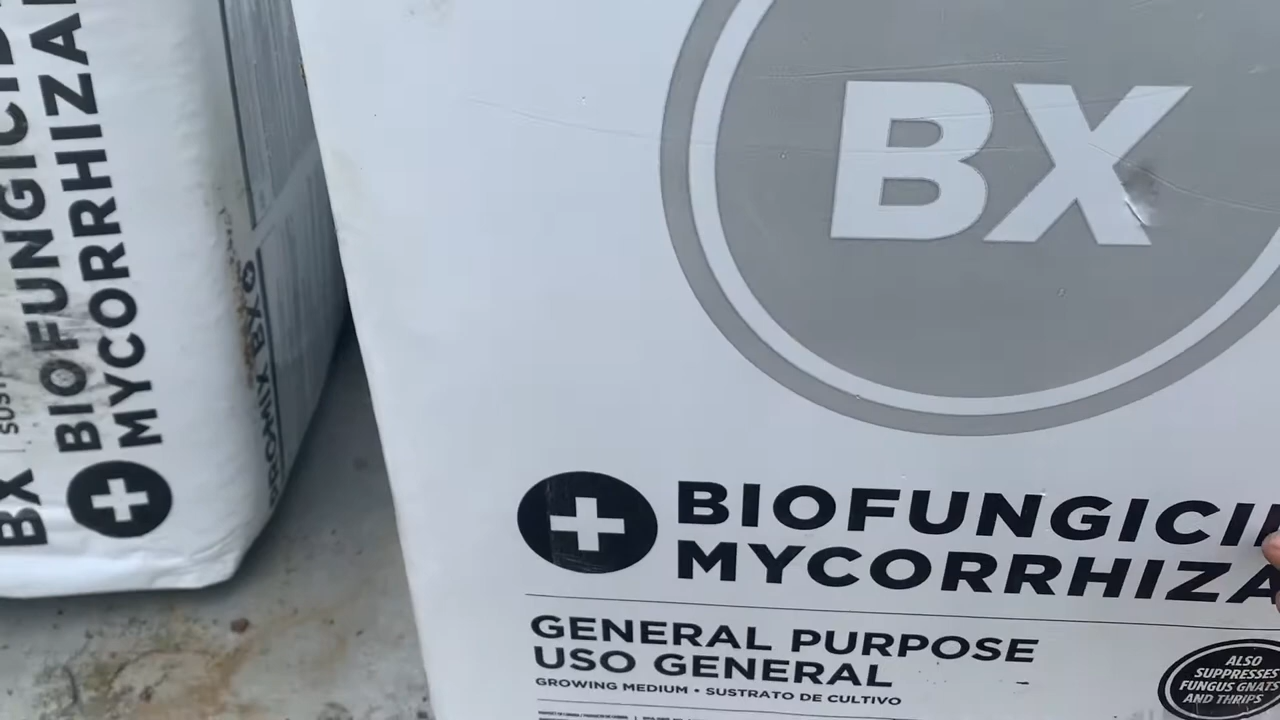 BX
BIOFUNGICI
MYCORRHIZA
GENERAL PURPOSE
USO GENERAL
GROWING MEDIUM • SUSTRATO DE CULTIVO
ALSO
SUPPRESSES
FUNGUS GNATS
AND THRIPS
BX
BIOFUNGICID
MYCORRHIZA
PROMIX BX